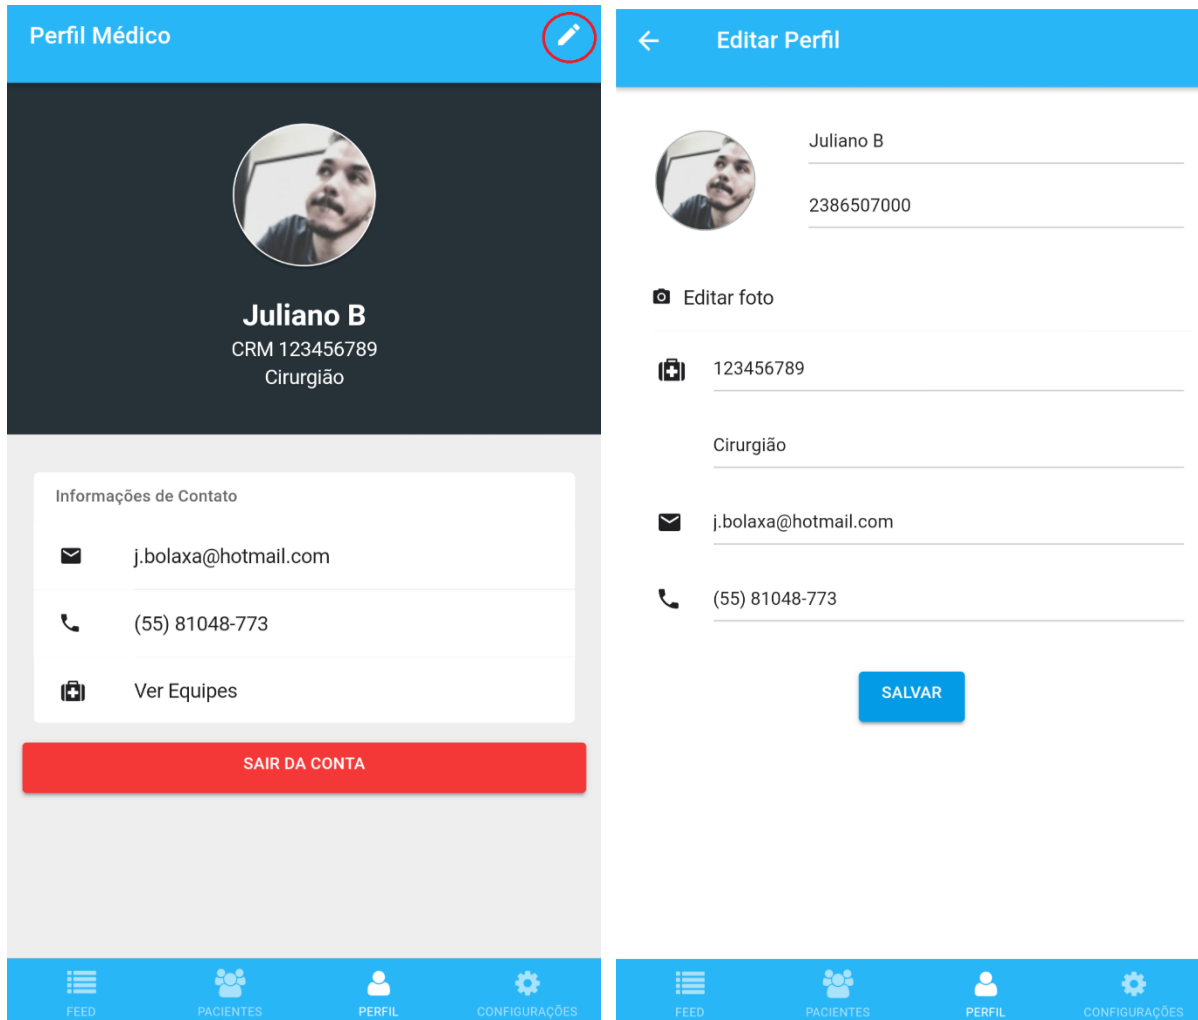 Perfil Médico
Juliano B
CRM 123456789
Cirurgião
Informações de Contato
j.bolaxa@hotmail.com
(55) 81048-773
Ver Equipes
SAIR DA CONTA
FEED
PACIENTES
PERFIL
CONFIGURAÇÕES
Editar Perfil
Juliano B
2386507000
Editar foto
123456789
Cirurgião
j.bolaxa@hotmail.com
(55) 81048-773
SALVAR
FEED
PACIENTES
PERFIL
CONFIGURAÇÕES